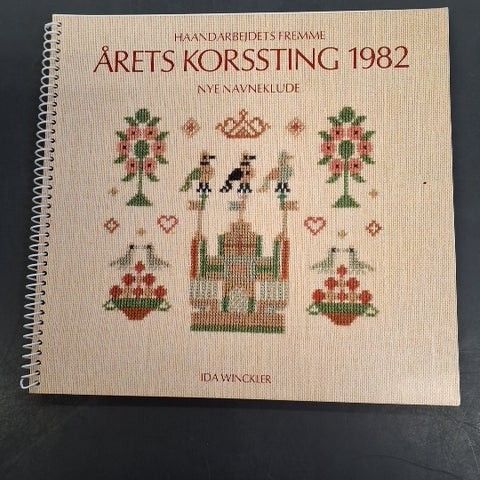 HAANDARBEJDETS FREMME
ÅRETS KORSSTING 1982
NYE NAVNEKLUDE
IDA WINCKLER